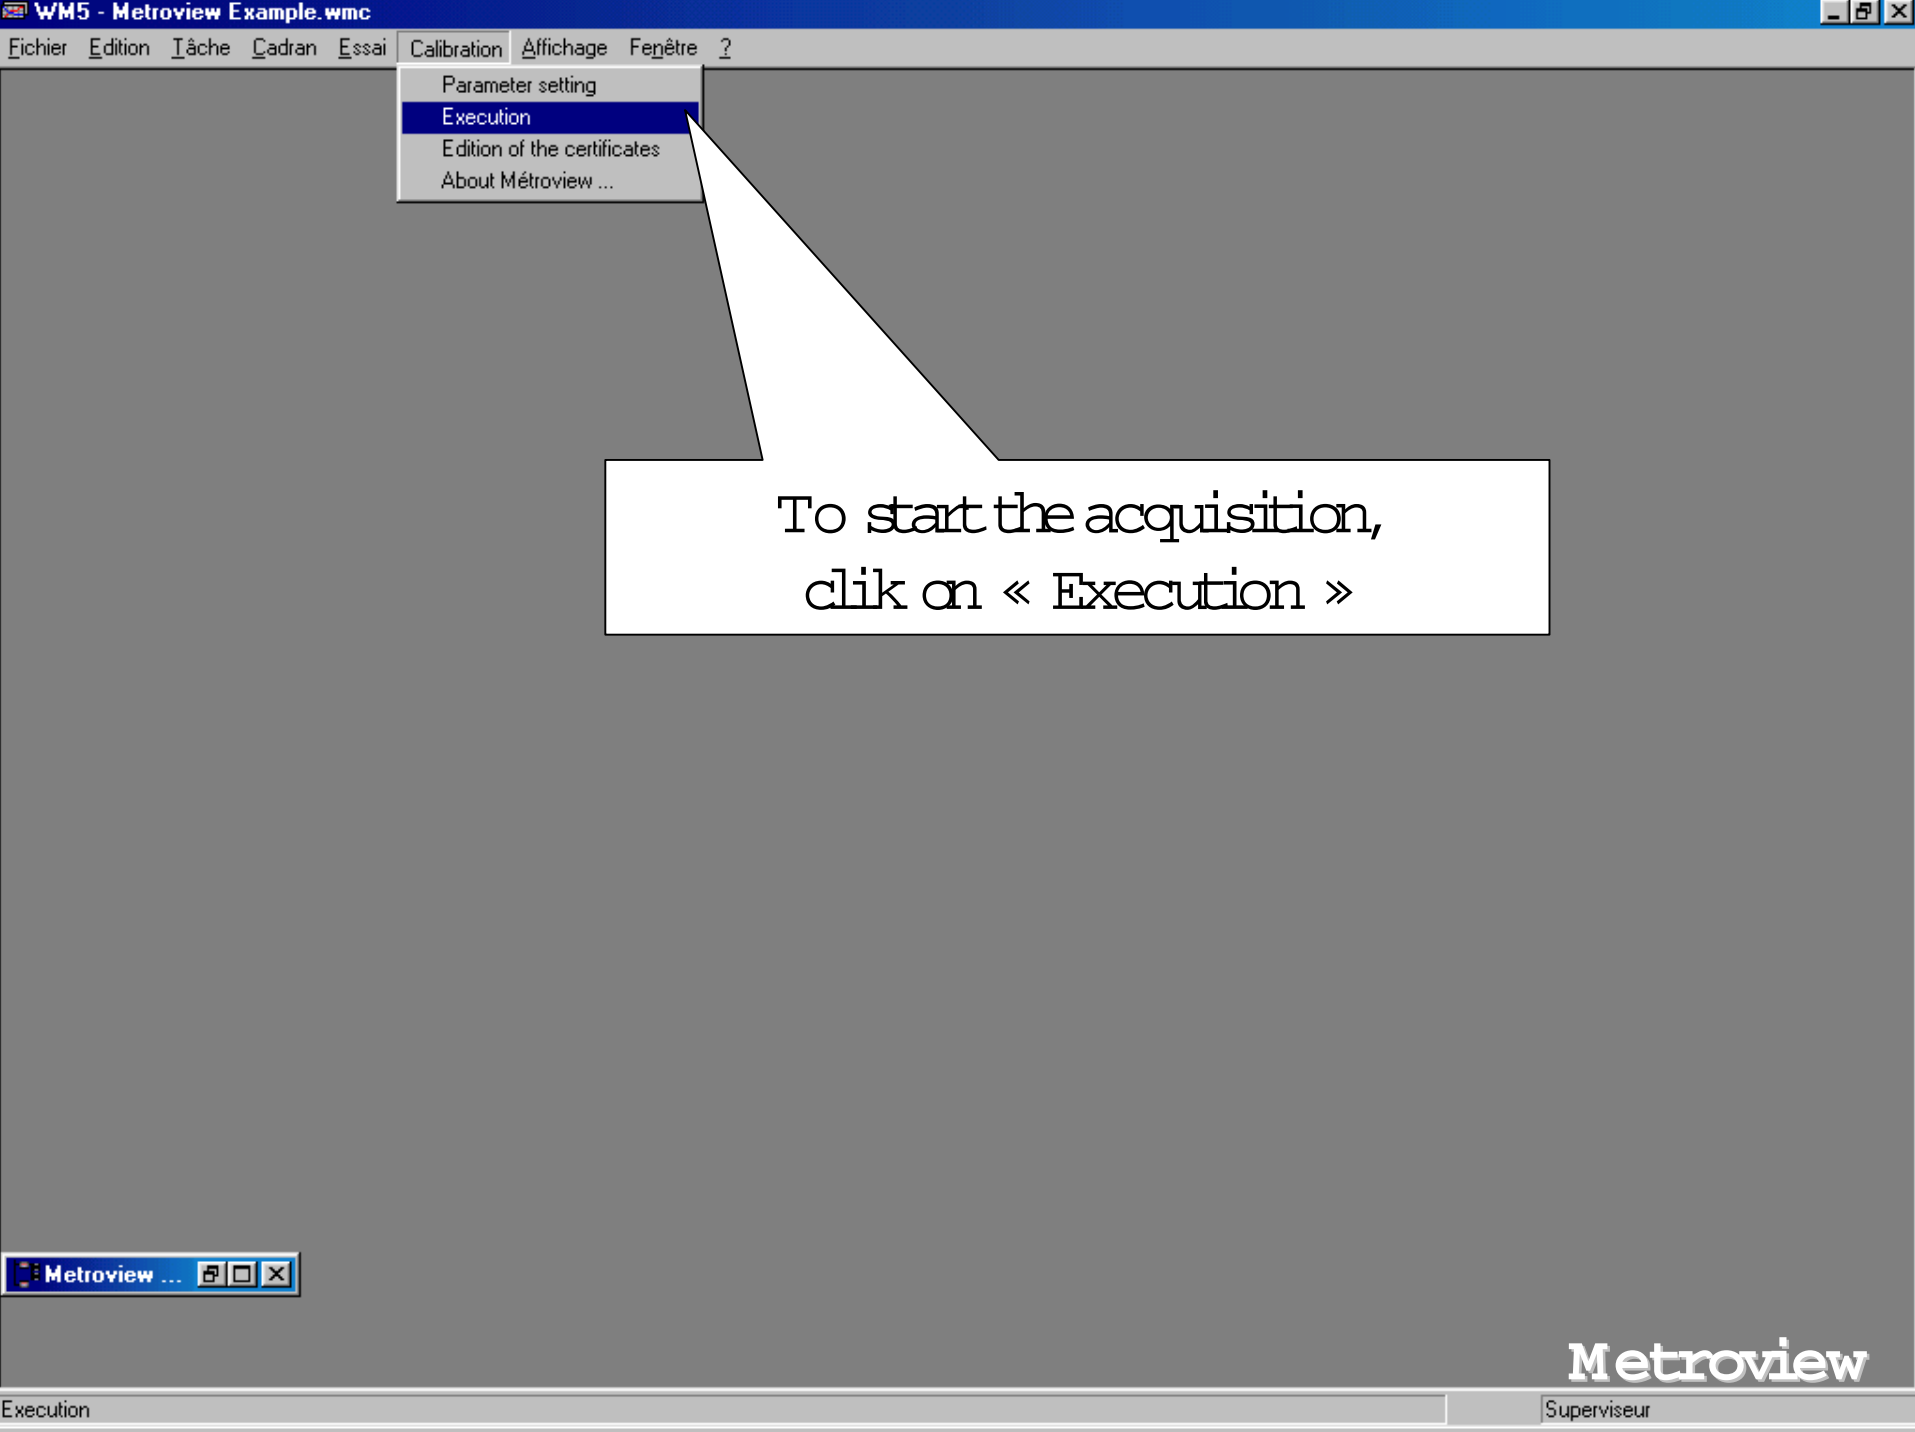 WM5 - Metroview Example.wmc
Fichier Edition Tâche Cadran Essai Calibration Affichage Fenêtre ?
Parameter setting
Execution
Edition of the certificates
About Métroview ...
To start the acquisition,
clik on « Execution »
Metroview ...
Metroview
Execution
Superviseur